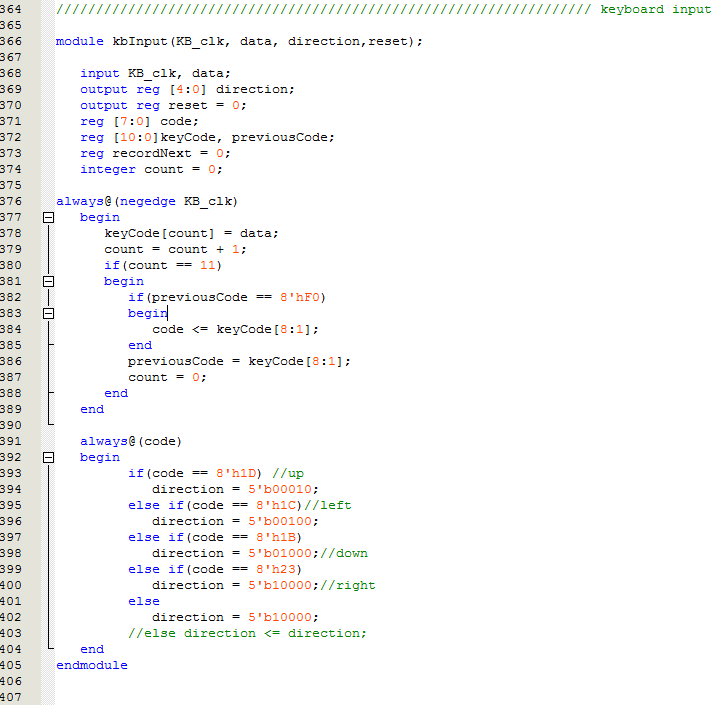 364 /////////////////////////////////////////////////////////////////// keyboard input
365
366 module kbInput(KB_clk, data, direction,reset);
367
368 input KB_clk, data;
369 output reg [4:0] direction;
370 output reg reset = 0;
371 reg [7:0] code;
372 reg [10:0]keyCode, previousCode;
373 reg recordNext = 0;
374 integer count = 0;
375
376 always@(negedge KB_clk)
377 begin
378 keyCode[count] = data;
379 count = count + 1;
380 if(count == 11)
381 begin
382 if(previousCode == 8'hF0)
383 begin
384 code <= keyCode[8:1];
385 end
386 previousCode = keyCode[8:1];
387 count = 0;
388 end
389 end
390
391 always@(code)
392 begin
393 if(code == 8'h1D) //up
394 direction = 5'b00010;
395 else if(code == 8'h1C)//left
396 direction = 5'b00100;
397 else if(code == 8'h1B)
398 direction = 5'b01000;//down
399 else if(code == 8'h23)
400 direction = 5'b10000;//right
401 else
402 direction = 5'b10000;
403 //else direction <= direction;
404 end
405 endmodule
406
407